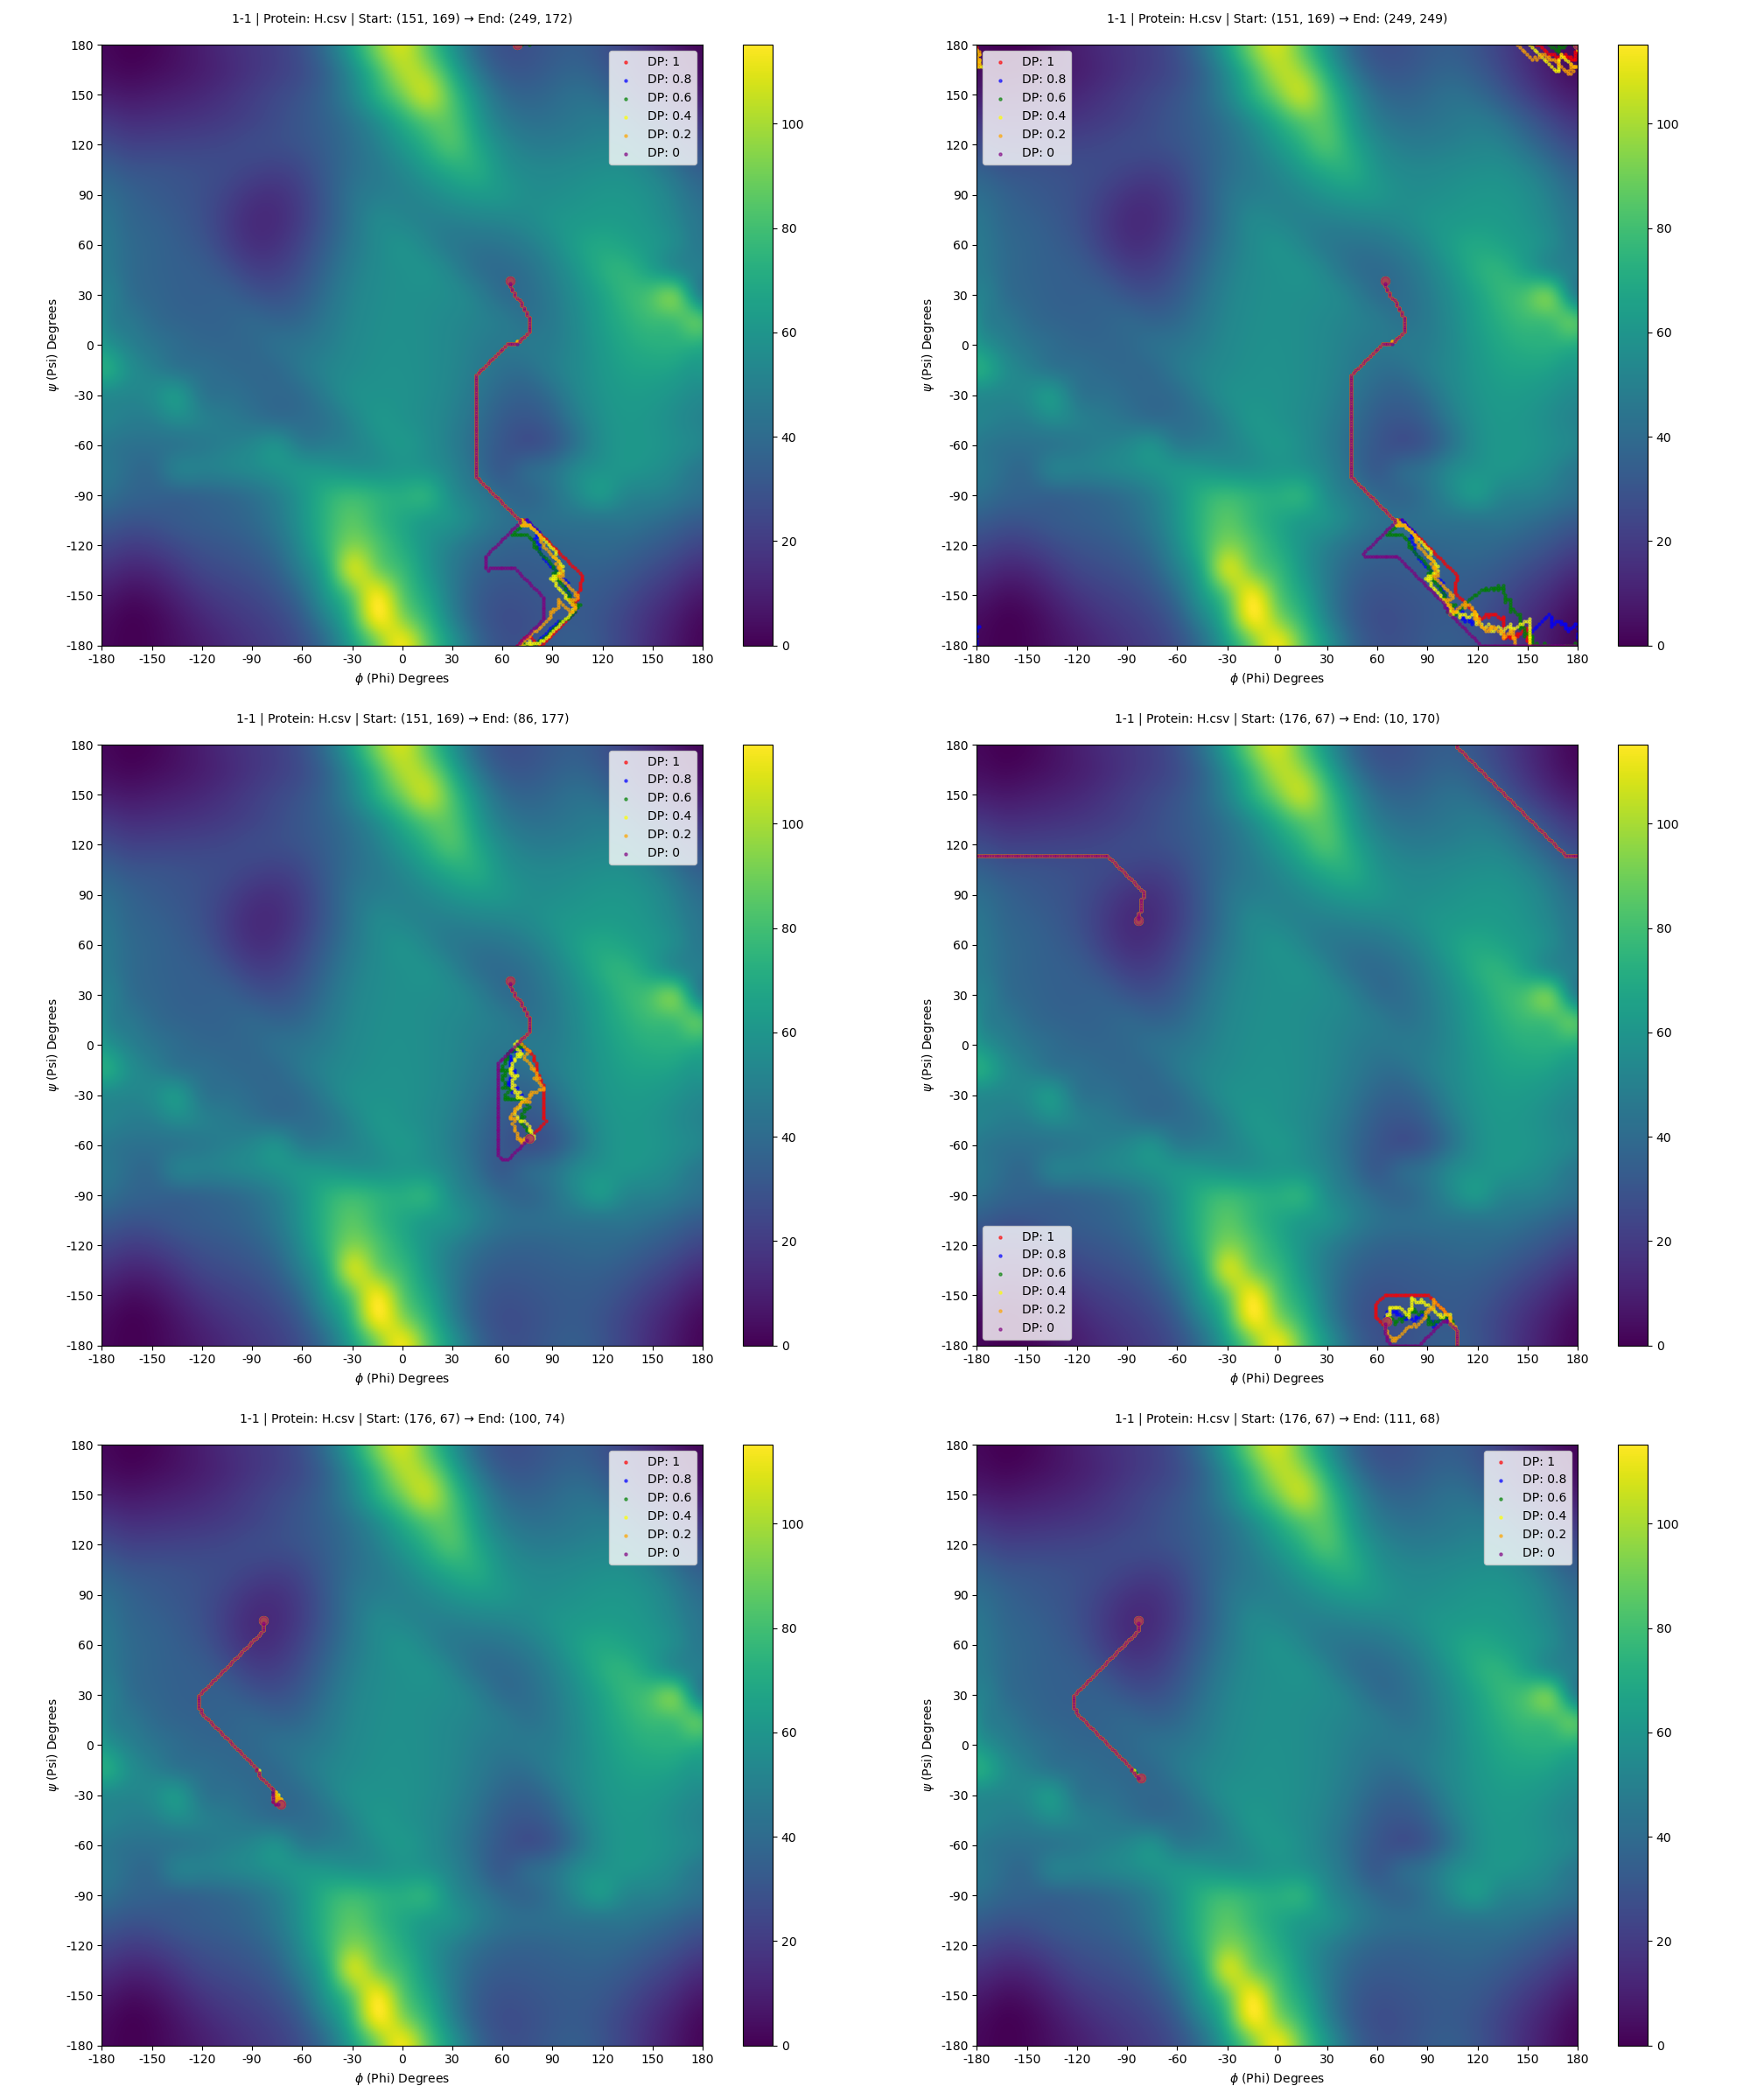 1-1 | Protein: H.csv | Start: (151, 169) → End: (249, 172)
180
150
120
90
60
30
0
-30
-60
-90
-120
-150
-180
ψ (Psi) Degrees
-180 -150 -120 -90 -60 -30 0 30 60 90 120 150 180
ϕ (Phi) Degrees
DP: 1
DP: 0.8
DP: 0.6
DP: 0.4
DP: 0.2
DP: 0
100
80
60
40
20
0
1-1 | Protein: H.csv | Start: (151, 169) → End: (249, 249)
180
150
120
90
60
30
0
-30
-60
-90
-120
-150
-180
ψ (Psi) Degrees
-180 -150 -120 -90 -60 -30 0 30 60 90 120 150 180
ϕ (Phi) Degrees
DP: 1
DP: 0.8
DP: 0.6
DP: 0.4
DP: 0.2
DP: 0
100
80
60
40
20
0
1-1 | Protein: H.csv | Start: (151, 169) → End: (86, 177)
180
150
120
90
60
30
0
-30
-60
-90
-120
-150
-180
ψ (Psi) Degrees
-180 -150 -120 -90 -60 -30 0 30 60 90 120 150 180
ϕ (Phi) Degrees
DP: 1
DP: 0.8
DP: 0.6
DP: 0.4
DP: 0.2
DP: 0
100
80
60
40
20
0
1-1 | Protein: H.csv | Start: (176, 67) → End: (10, 170)
180
150
120
90
60
30
0
-30
-60
-90
-120
-150
-180
ψ (Psi) Degrees
-180 -150 -120 -90 -60 -30 0 30 60 90 120 150 180
ϕ (Phi) Degrees
DP: 1
DP: 0.8
DP: 0.6
DP: 0.4
DP: 0.2
DP: 0
100
80
60
40
20
0
1-1 | Protein: H.csv | Start: (176, 67) → End: (100, 74)
180
150
120
90
60
30
0
-30
-60
-90
-120
-150
-180
ψ (Psi) Degrees
-180 -150 -120 -90 -60 -30 0 30 60 90 120 150 180
ϕ (Phi) Degrees
DP: 1
DP: 0.8
DP: 0.6
DP: 0.4
DP: 0.2
DP: 0
100
80
60
40
20
0
1-1 | Protein: H.csv | Start: (176, 67) → End: (111, 68)
180
150
120
90
60
30
0
-30
-60
-90
-120
-150
-180
ψ (Psi) Degrees
-180 -150 -120 -90 -60 -30 0 30 60 90 120 150 180
ϕ (Phi) Degrees
DP: 1
DP: 0.8
DP: 0.6
DP: 0.4
DP: 0.2
DP: 0
100
80
60
40
20
0